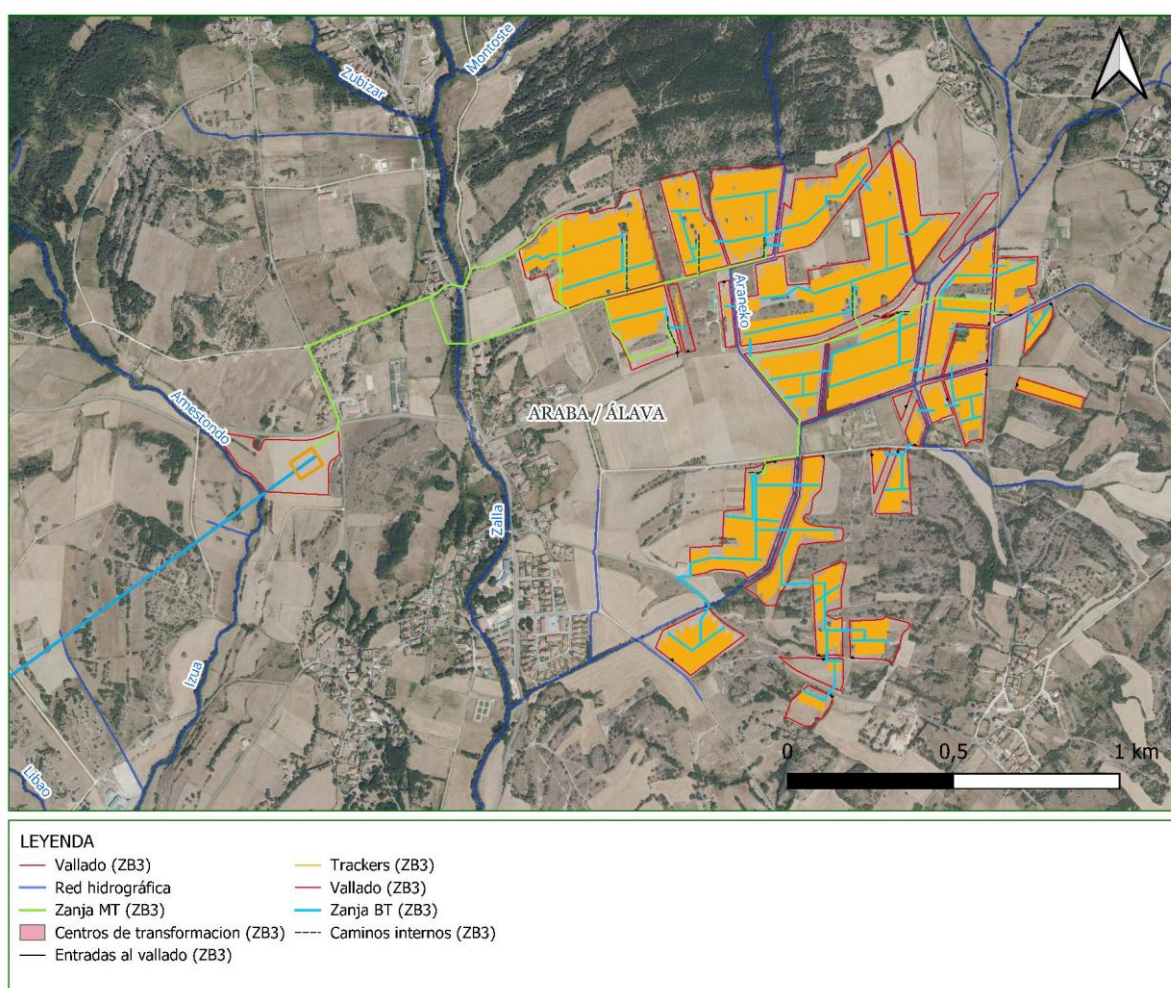 Montoste
Zubizar
Araneko
ARABA / ÁLAVA
Arnestondo
Zalla
Izua
Libao
0 0,5 1 km
LEYENDA
Vallado (ZB3)
Red hidrográfica
Zanja MT (ZB3)
Centros de transformacion (ZB3)
Entradas al vallado (ZB3)
Trackers (ZB3)
Vallado (ZB3)
Zanja BT (ZB3)
Caminos internos (ZB3)